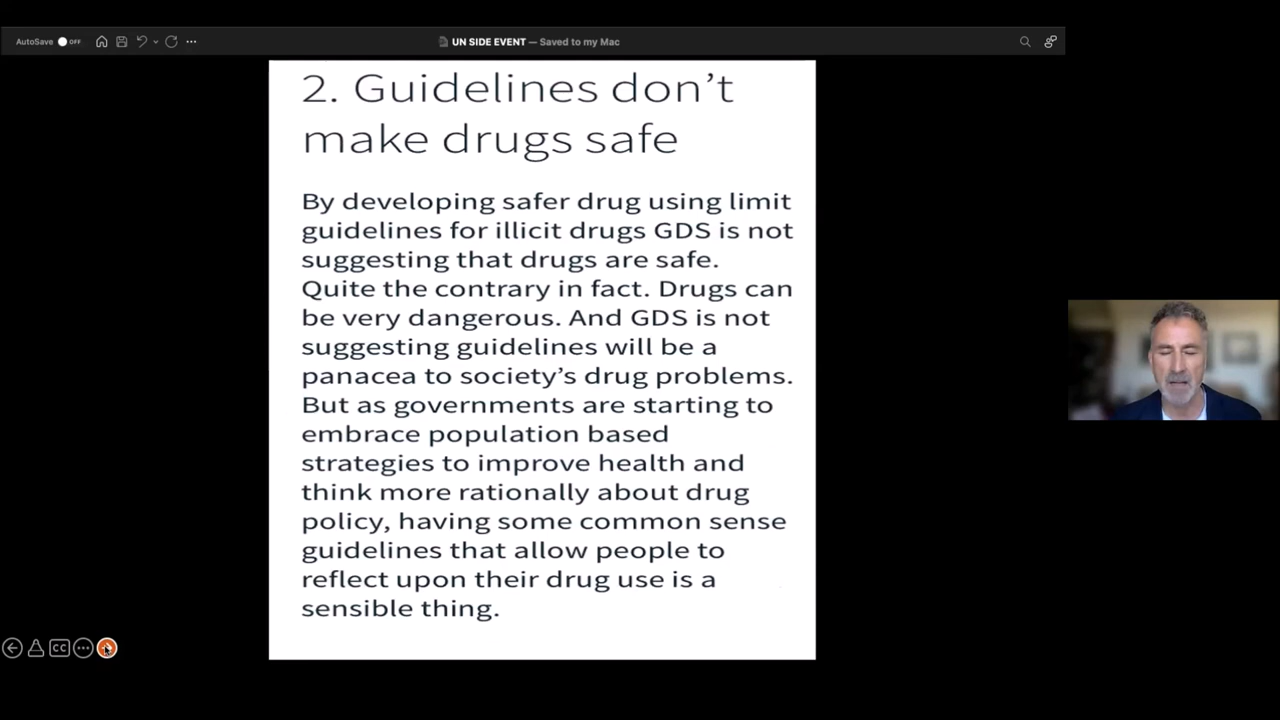 AutoSave OFF
UN SIDE EVENT — Saved to my Mac
2. Guidelines don't
make drugs safe
By developing safer drug using limit
guidelines for illicit drugs GDS is not
suggesting that drugs are safe.
Quite the contrary in fact. Drugs can
be very dangerous. And GDS is not
suggesting guidelines will be a
panacea to society's drug problems.
But as governments are starting to
embrace population based
strategies to improve health and
think more rationally about drug
policy, having some common sense
guidelines that allow people to
reflect upon their drug use is a
sensible thing.
CC